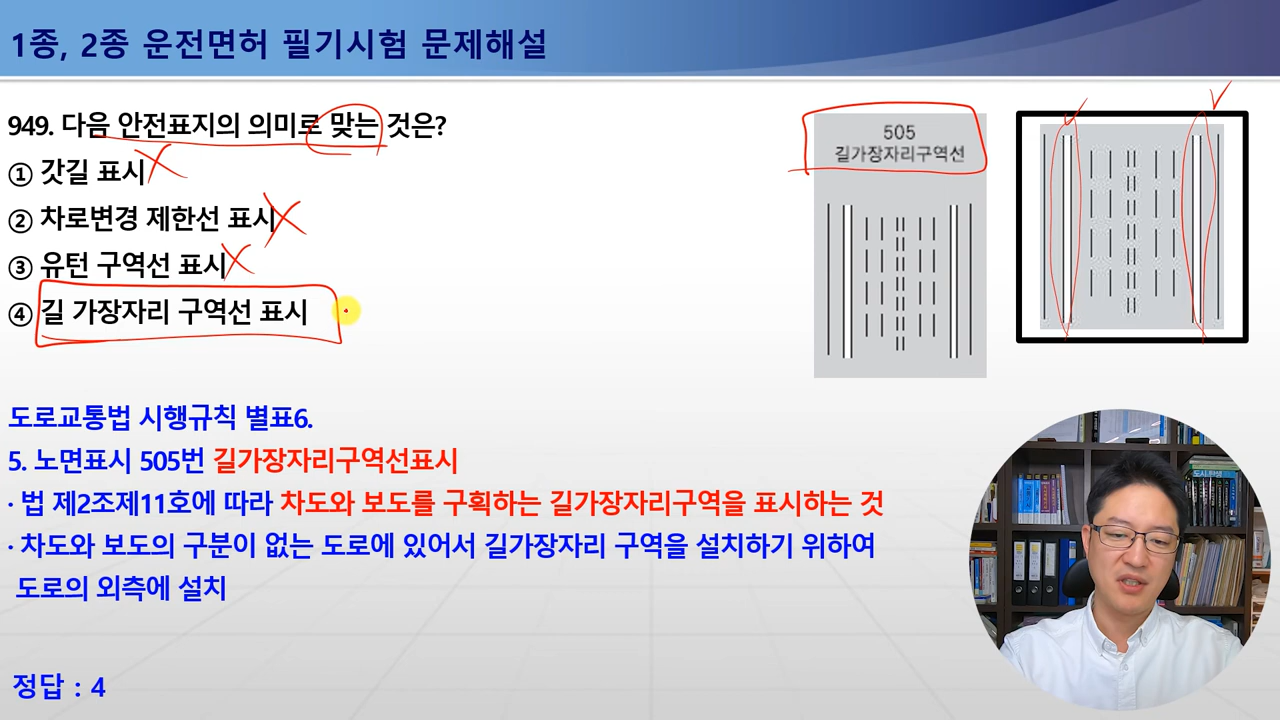 1종, 2종 운전면허 필기시험 문제해설
949. 다음 안전표지의 의미로 맞는 것은?
① 갓길 표시
② 차로변경 제한선 표시
③ 유턴 구역선 표시
④ 길 가장자리 구역선 표시
505
길가장자리구역선
도로교통법 시행규칙 별표6.
5. 노면표시 505번 길가장자리구역선표시
· 법 제2조제11호에 따라 차도와 보도를 구획하는 길가장자리구역을 표시하는 것
· 차도와 보도의 구분이 없는 도로에 있어서 길가장자리 구역을 설치하기 위하여
도로의 외측에 설치
정답 : 4